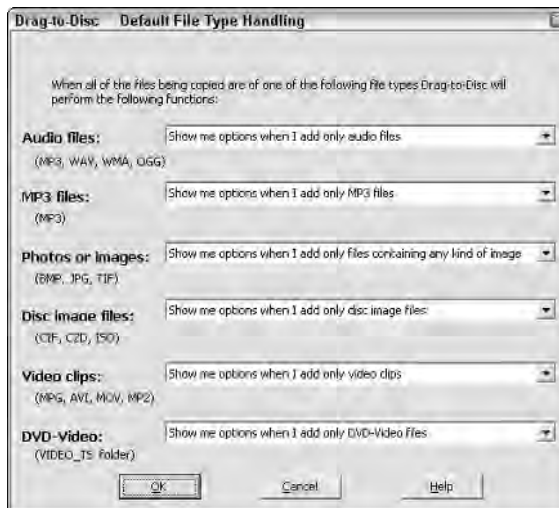 Drag-to-Disc Default File Type Handling
When all of the files being copied are of one of the following file types Drag-to-Disc will
perform the following functions:
Audio files:
Show me options when I add only audio files
(MP3, WAV, WMA, OGG)
MP3 files:
Show me options when I add only MP3 files
(MP3)
Photos or images:
Show me options when I add only files containing any kind of image
(BMP, JPG, TIF)
Disc image files:
Show me options when I add only disc image files
(CIF, C2D, ISO)
Video clips:
Show me options when I add only video clips
(MPG, AVI, MOV, MP2)
DVD-Video:
Show me options when I add only DVD-Video files
(VIDEO_TS folder)
OK Cancel Help